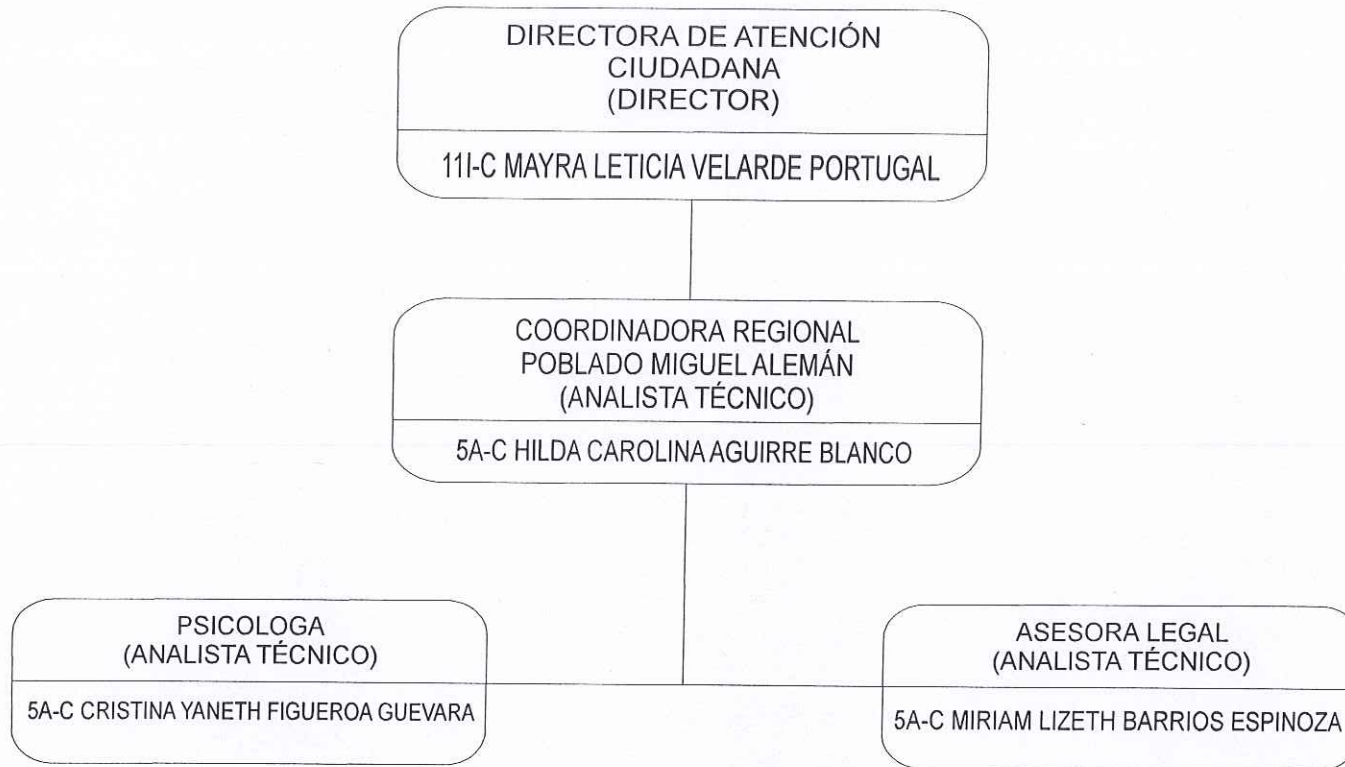 DIRECTORA DE ATENCIÓN
CIUDADANA
(DIRECTOR)
11I-C MAYRA LETICIA VELARDE PORTUGAL
COORDINADORA REGIONAL
POBLADO MIGUEL ALEMÁN
(ANALISTA TÉCNICO)
5A-C HILDA CAROLINA AGUIRRE BLANCO
PSICOLOGA
(ANALISTA TÉCNICO)
5A-C CRISTINA YANETH FIGUEROA GUEVARA
ASESORA LEGAL
(ANALISTA TÉCNICO)
5A-C MIRIAM LIZETH BARRIOS ESPINOZA